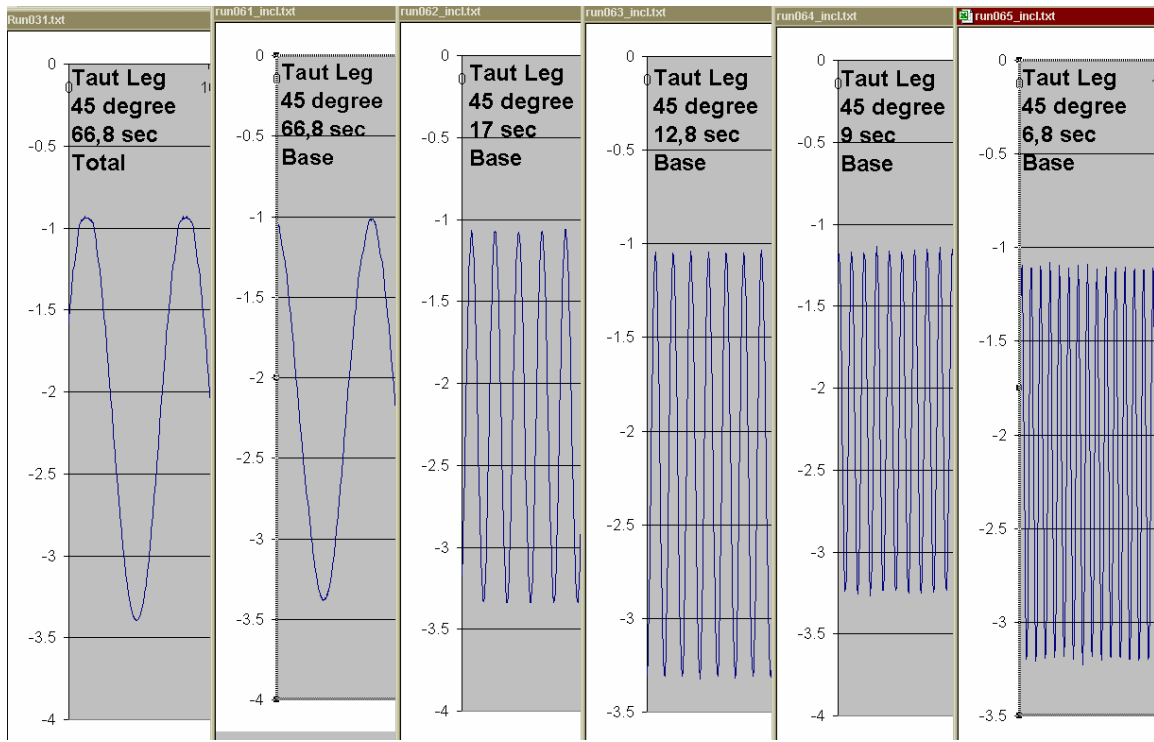 Run031.txt
0
0
10
Taut Leg
45 degree
66,8 sec
Total
-0.5
-1
-1.5
-2
-2.5
-3
-3.5
-4
run061_incl.txt
0
Taut Leg
45 degree
66,8 sec
Base
-0.5
-1
-1.5
-2
-2.5
-3
-3.5
-4
run062_incl.txt
0
0
Taut Leg
45 degree
17 sec
Base
-0.5
-1
-1.5
-2
-2.5
-3
-3.5
-4
run063_incl.txt
0
0
Taut Leg
45 degree
12,8 sec
Base
-0.5
-1
-1.5
-2
-2.5
-3
-3.5
run064_incl.txt
0
0
Taut Leg
45 degree
9 sec
Base
-0.5
-1
-1.5
-2
-2.5
-3
-3.5
-4
run065_incl.txt
0
Taut Leg
45 degree
6,8 sec
Base
-0.5
-1
-1.5
-2
-2.5
-3
-3.5